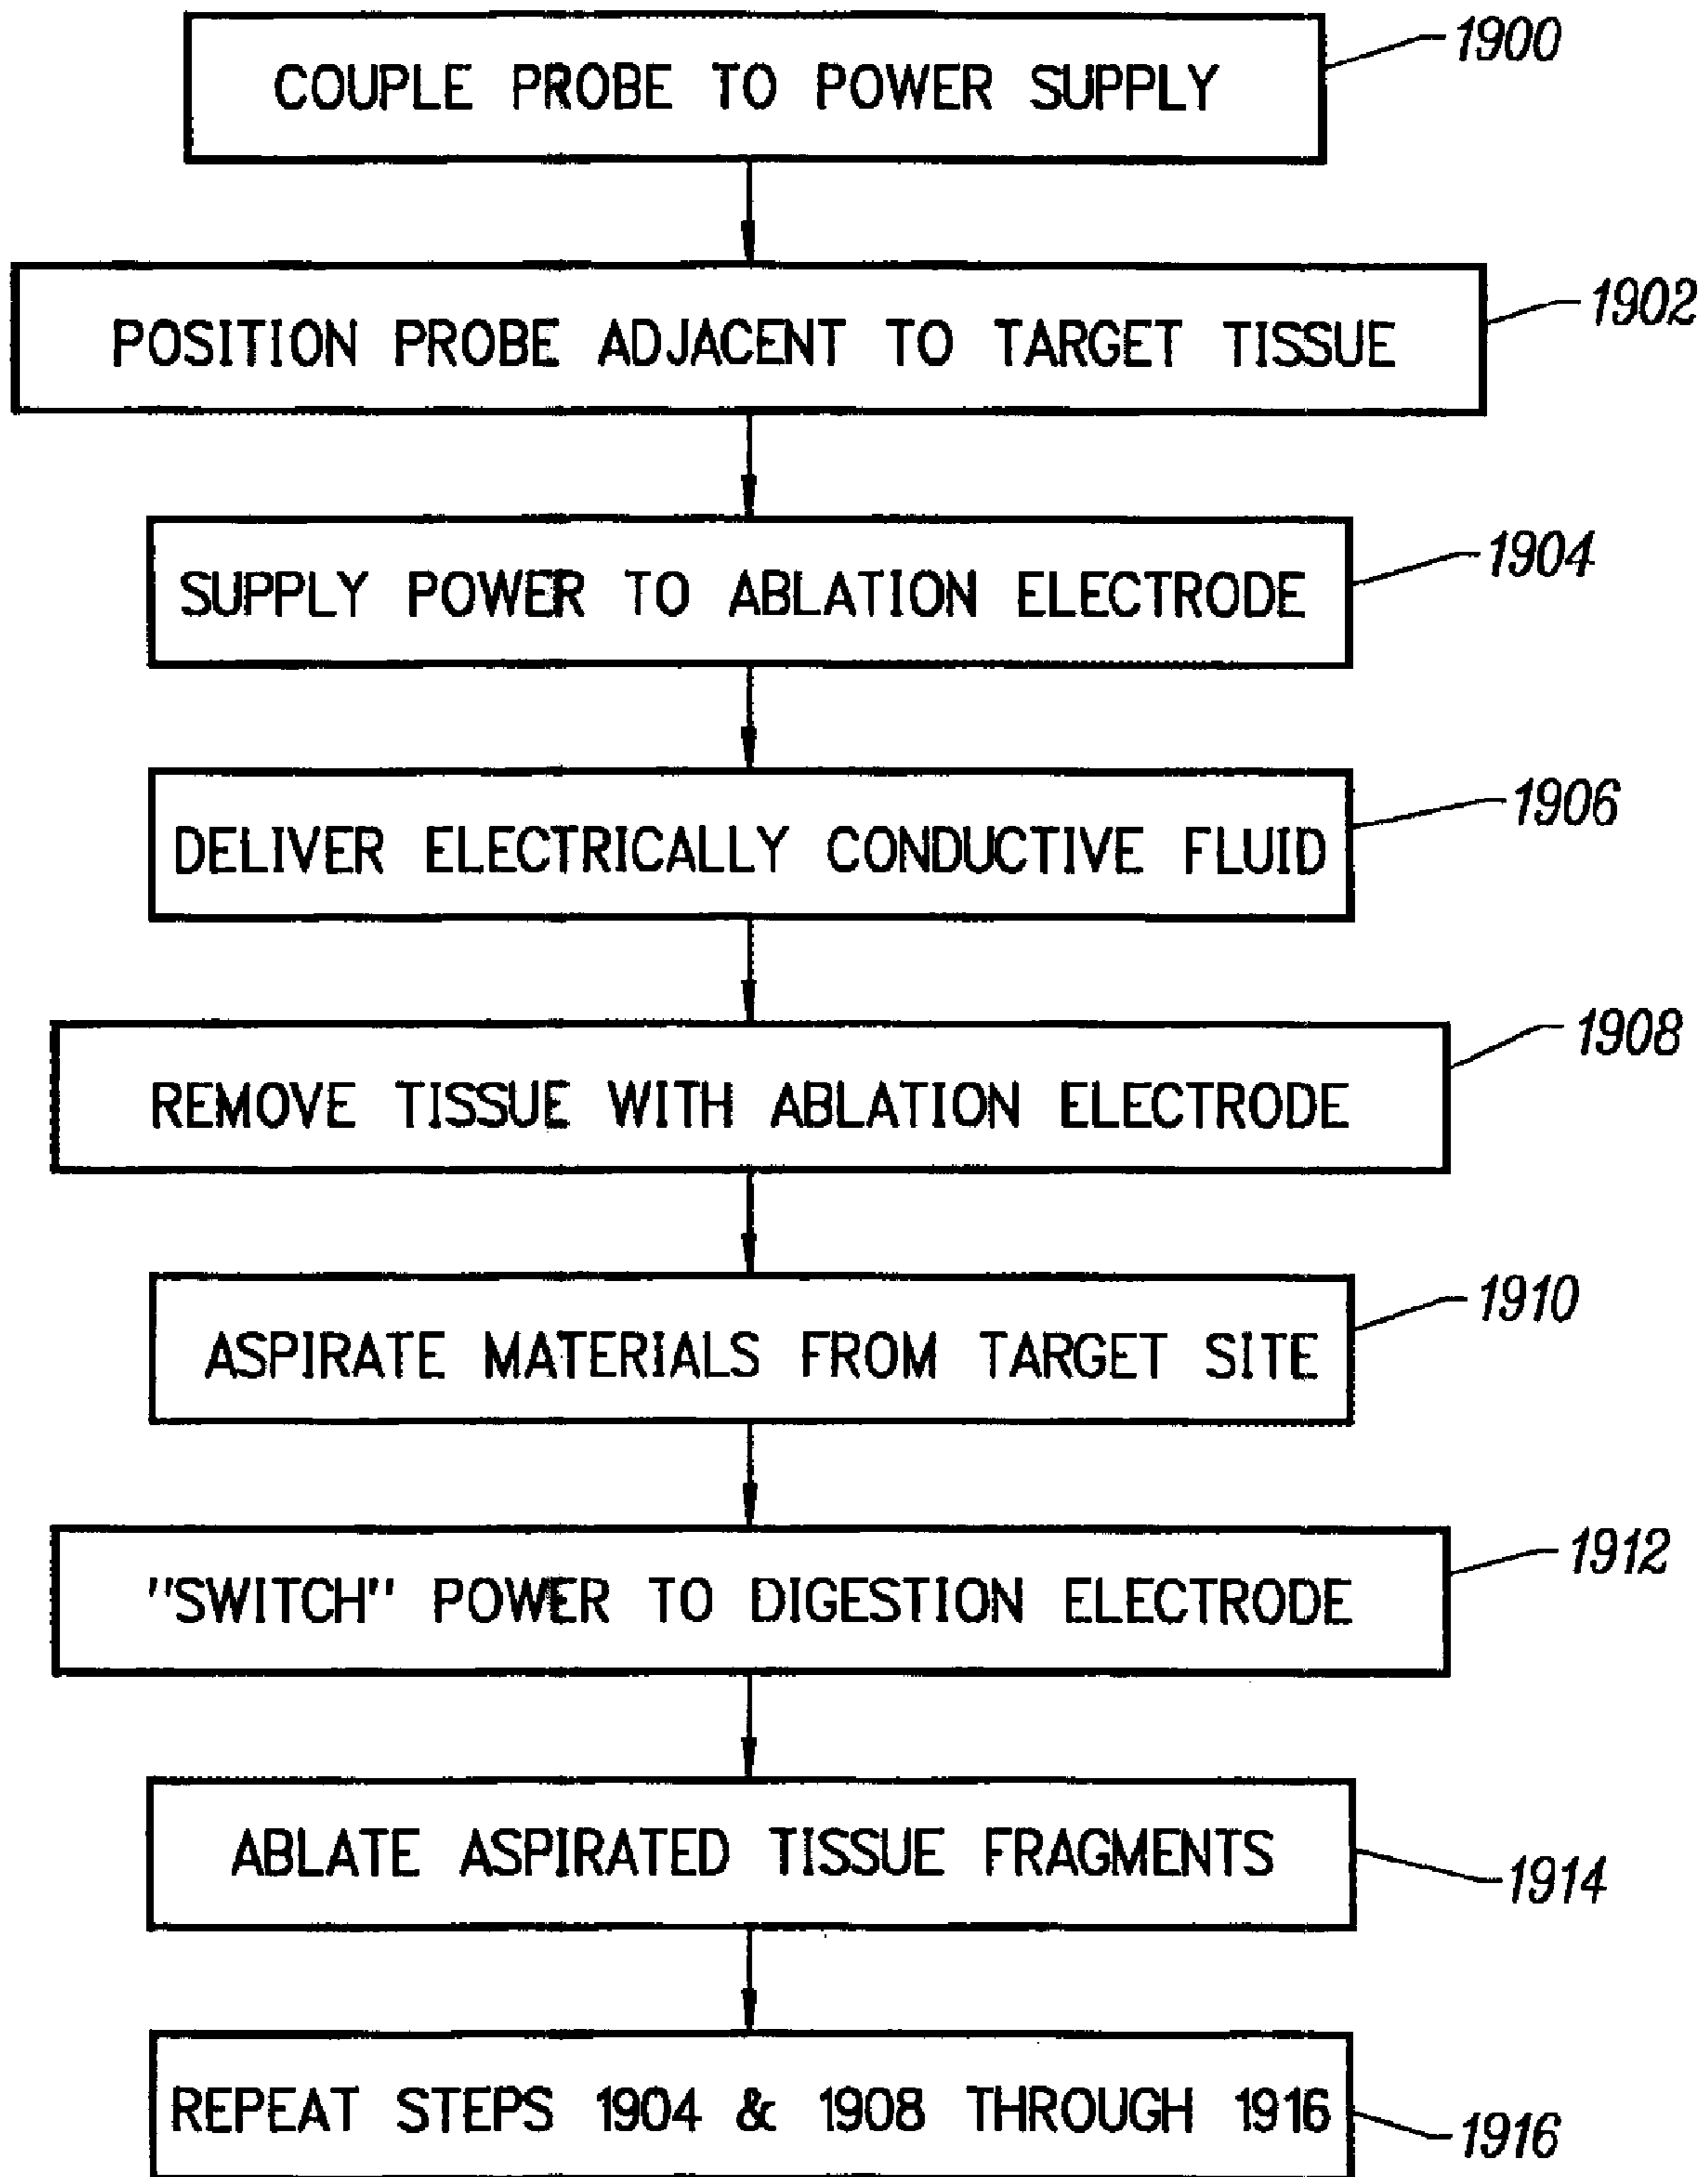 COUPLE PROBE TO POWER SUPPLY
1900
POSITION PROBE ADJACENT TO TARGET TISSUE
1902
SUPPLY POWER TO ABLATION ELECTRODE
1904
DELIVER ELECTRICALLY CONDUCTIVE FLUID
1906
REMOVE TISSUE WITH ABLATION ELECTRODE
1908
ASPIRATE MATERIALS FROM TARGET SITE
1910
"SWITCH" POWER TO DIGESTION ELECTRODE
1912
ABLATE ASPIRATED TISSUE FRAGMENTS
1914
REPEAT STEPS 1904 & 1908 THROUGH 1916
1916